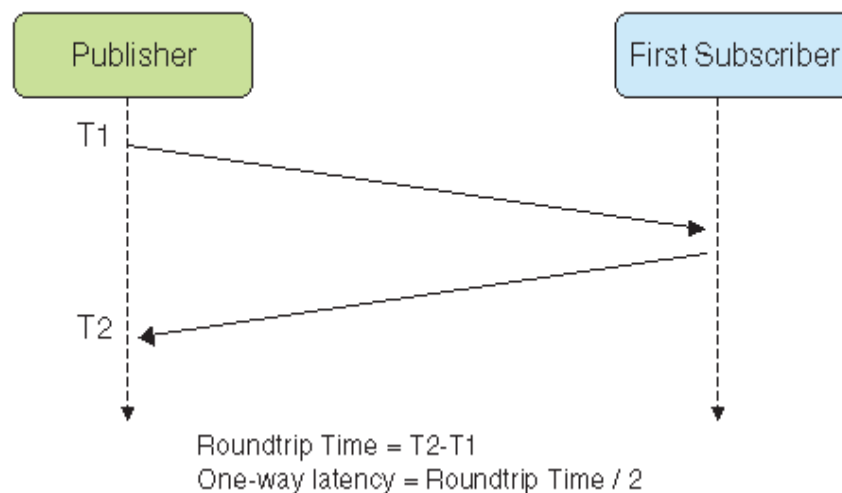 Publisher
First Subscriber
T1
T2
Roundtrip Time = T2-T1
One-way latency = Roundtrip Time / 2